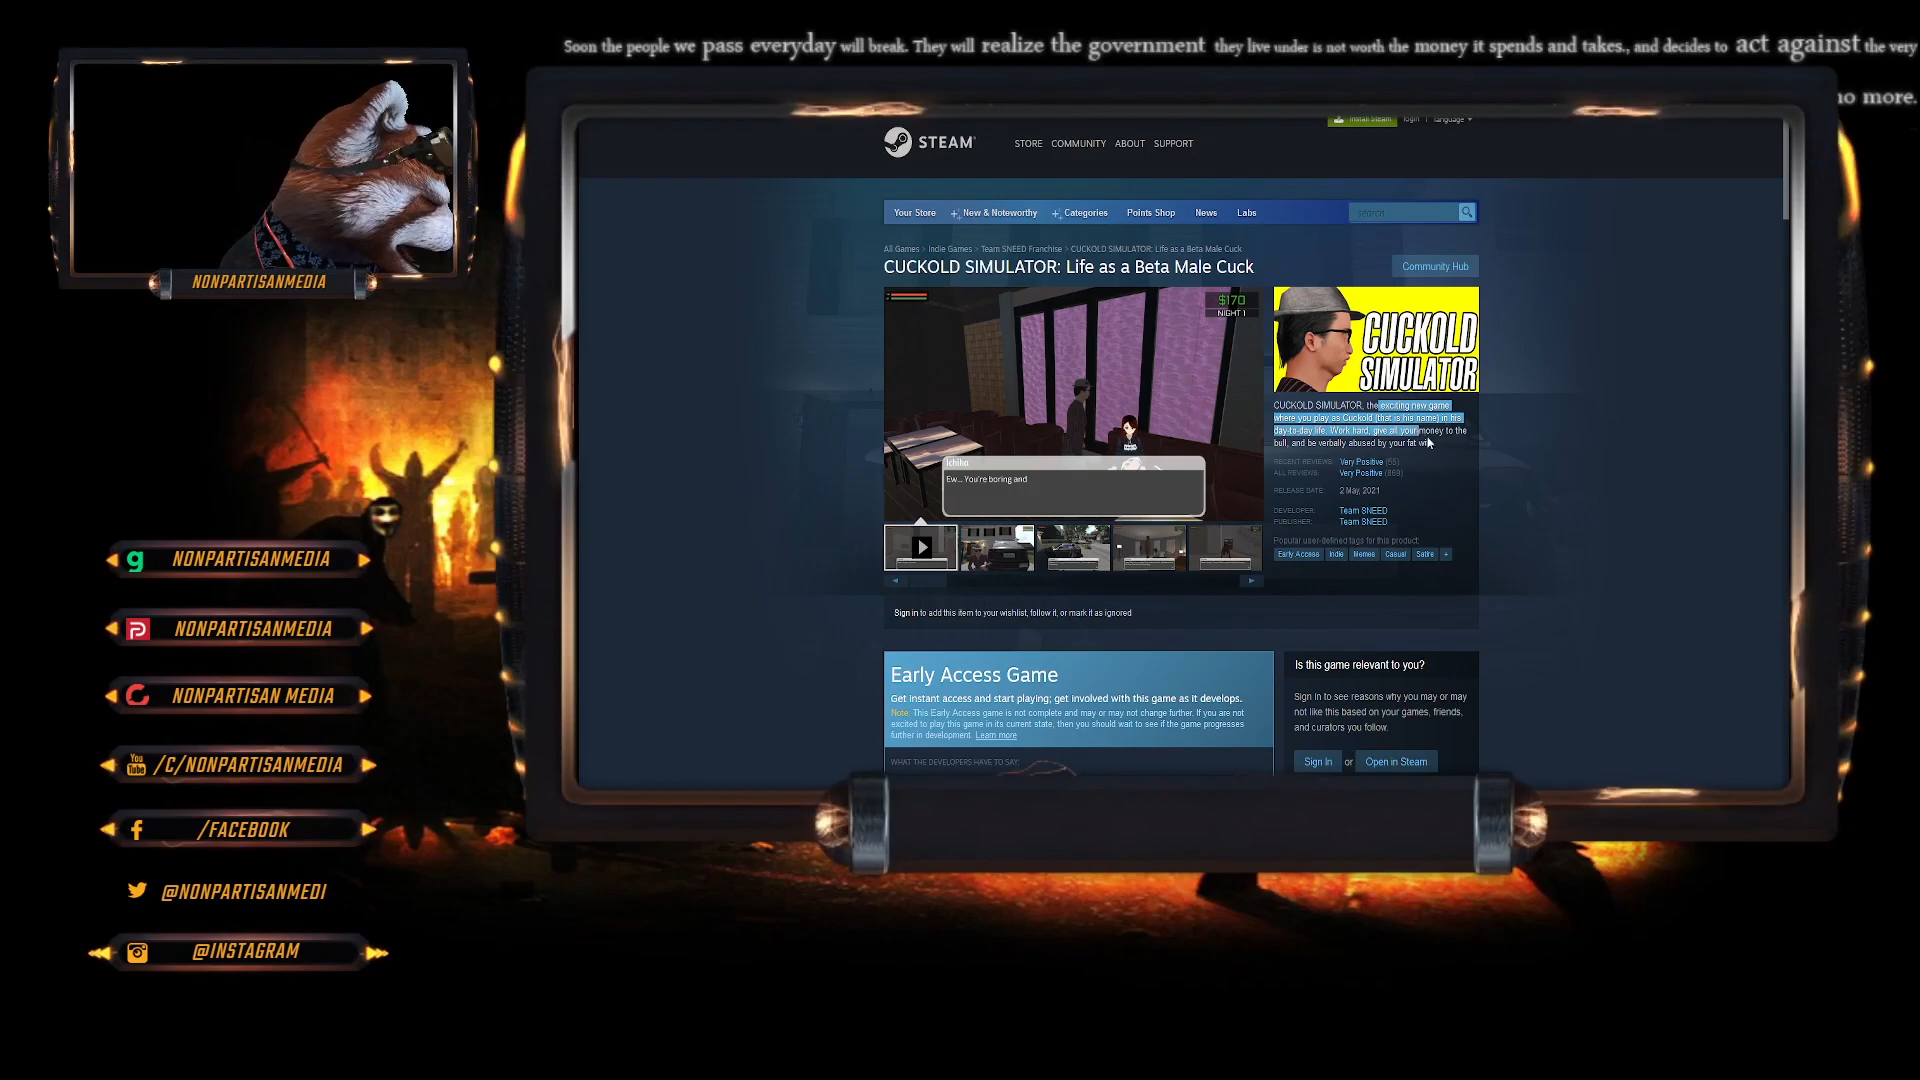 Soon the people we pass everyday will break. They will realize the government they live under is not worth the money it spends and takes., and decides to act against the very
no more.
NONPARTISANMEDIA
Install Steam login | language
STEAM
STORE COMMUNITY ABOUT SUPPORT
Your Store New & Noteworthy Categories Points Shop News Labs search
All Games > Indie Games > Team SNEED Franchise > CUCKOLD SIMULATOR: Life as a Beta Male Cuck
CUCKOLD SIMULATOR: Life as a Beta Male Cuck
Community Hub
$170
NIGHT 1
Ichiho
Ew... You're boring and
CUCKOLD
SIMULATOR
CUCKOLD SIMULATOR, the exciting new game
where you play as Cuckold (that is his name) in his
day-to-day life. Work hard, give all your money to the
bull, and be verbally abused by your fat
RECENT REVIEWS: Very Positive (55)
ALL REVIEWS: Very Positive (869)
RELEASE DATE: 2 May, 2021
DEVELOPER: Team SNEED
PUBLISHER: Team SNEED
Popular user-defined tags for this product:
Early Access Indie Memes Casual Satire +
Sign in to add this item to your wishlist, follow it, or mark it as ignored
Early Access Game
Get instant access and start playing; get involved with this game as it develops.
Note: This Early Access game is not complete and may or may not change further. If you are
excited to play this game in its current state, then you should wait to see if the game progresses
further in development. Learn more
WHAT THE DEVELOPERS HAVE TO SAY:
Is this game relevant to you?
Sign in to see reasons why you may or may
not like this based on your games, friends,
and curators you follow.
Sign In or Open in Steam
NONPARTISANMEDIA
NONPARTISANMEDIA
NONPARTISAN MEDIA
You Tube /C/NONPARTISANMEDIA
/FACEBOOK
@NONPARTISANMEDI
@INSTAGRAM